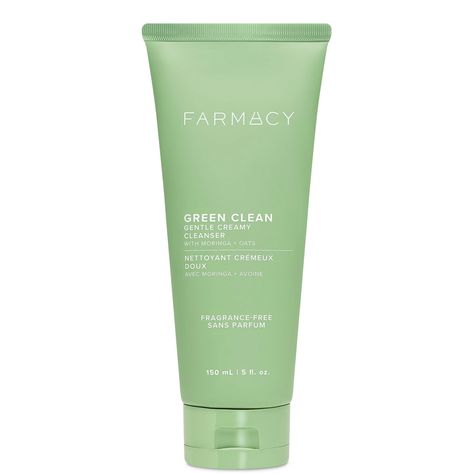 FARMACY
GREEN CLEAN
GENTLE CREAMY
CLEANSER
WITH MORINGA + OATS
NETTOYANT CRÉMEUX
DOUX
AVEC MORINGA + AVOINE
FRAGRANCE-FREE
SANS PARFUM
150 mL | 5 fl. oz.